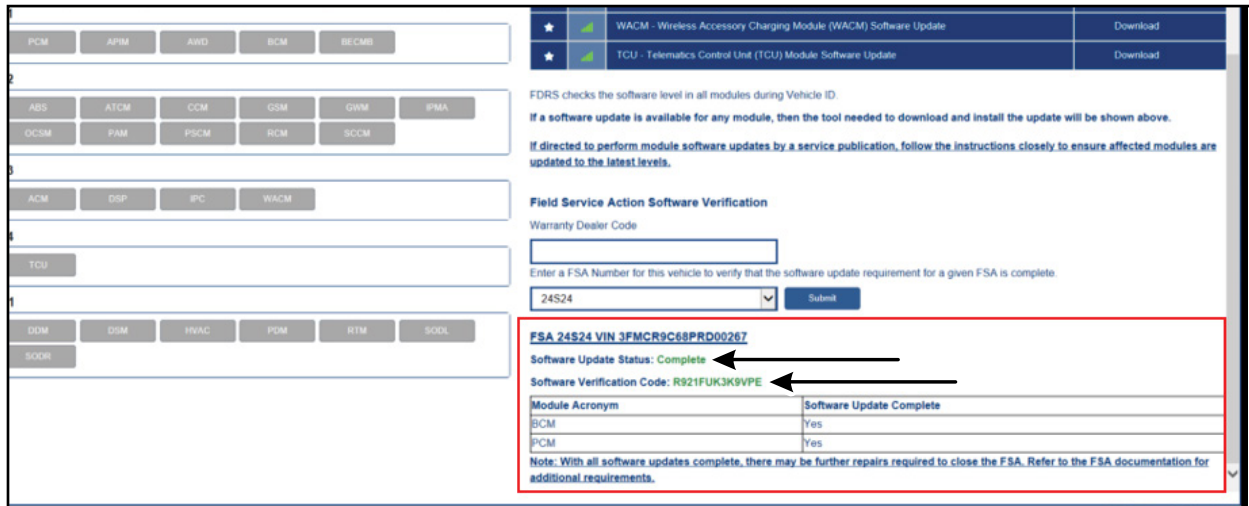 1
PCM APIM AWD BCM BECMB
2
ABS ATCM CCM GSM GWM IPMA
OCSM PAM PSCM RCM SCCM
3
ACM DSP IPC WACM
4
TCU
1
DDM DSM HVAC PDM RTM SODL
SODR
WACM - Wireless Accessory Charging Module (WACM) Software Update Download
TCU - Telematics Control Unit (TCU) Module Software Update Download
FDRS checks the software level in all modules during Vehicle ID.
If a software update is available for any module, then the tool needed to download and install the update will be shown above.
If directed to perform module software updates by a service publication, follow the instructions closely to ensure affected modules are
updated to the latest levels.
Field Service Action Software Verification
Warranty Dealer Code
Enter a FSA Number for this vehicle to verify that the software update requirement for a given FSA is complete.
24S24 Submit
FSA 24S24 VIN 3FMCR9C68PRD00267
Software Update Status: Complete
Software Verification Code: R921FUK3K9VPE
Module Acronym Software Update Complete
BCM Yes
PCM Yes
Note: With all software updates complete, there may be further repairs required to close the FSA. Refer to the FSA documentation for
additional requirements.